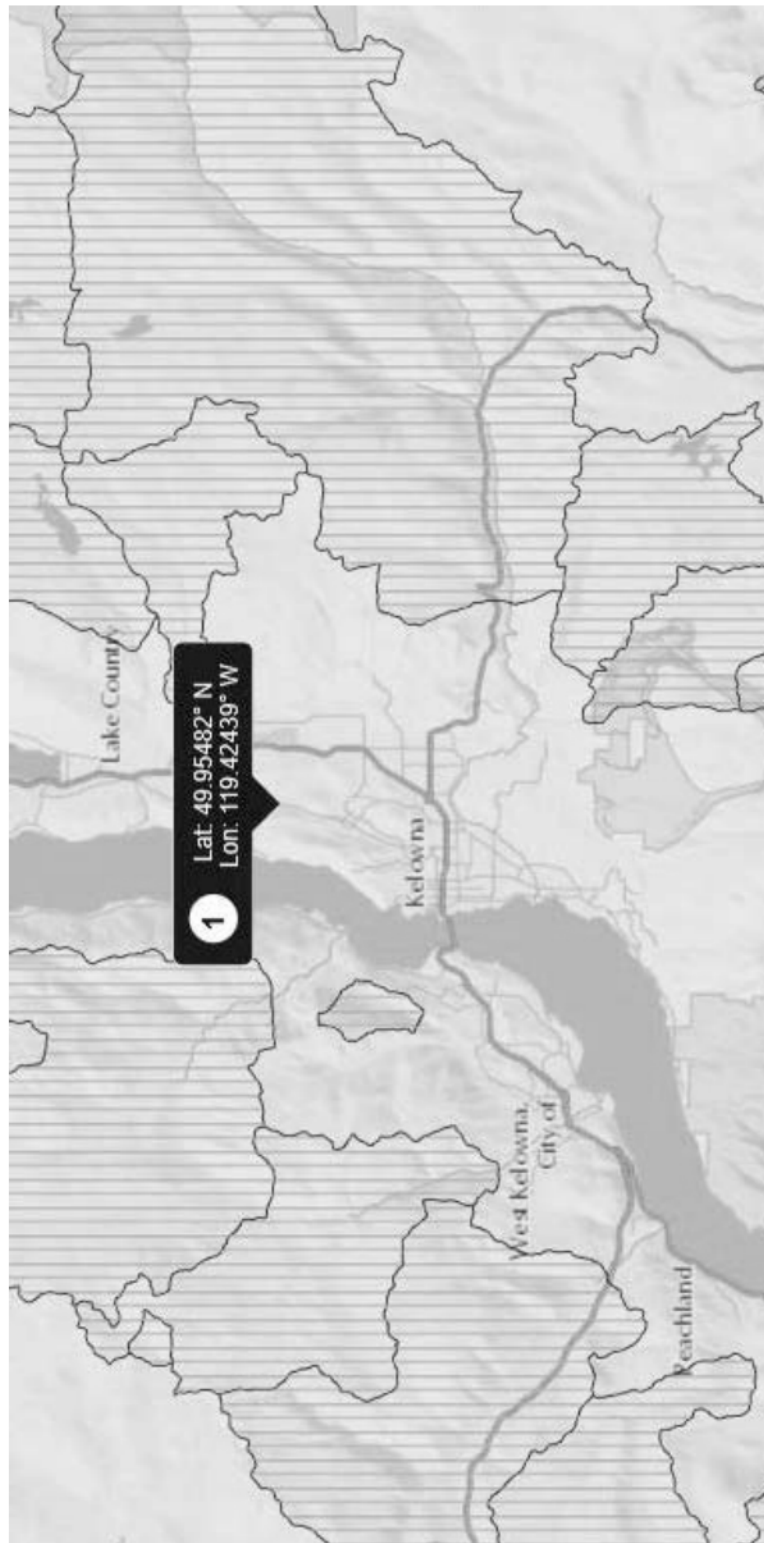 Lake Country
1
Lat: 49.95482° N
Lon: 119.42439° W
Kelowna
West Kelowna,
City of
Peachland